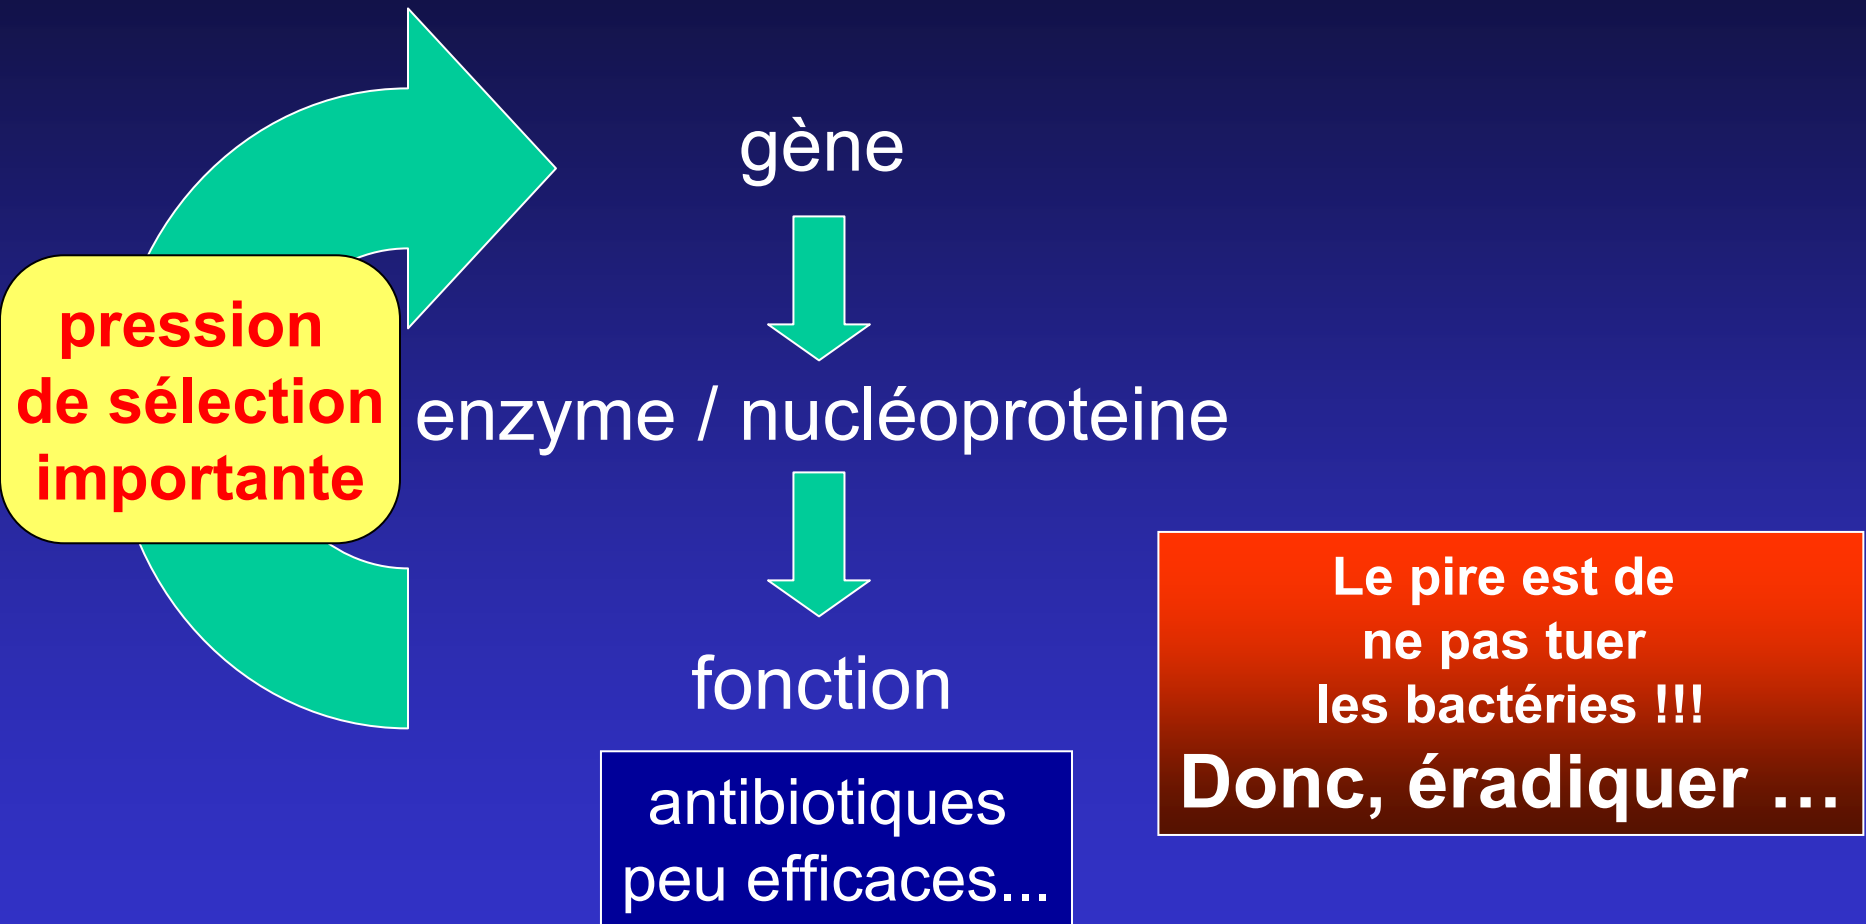 gène
pression
de sélection
importante
enzyme / nucléoproteine
fonction
antibiotiques
peu efficaces...
Le pire est de
ne pas tuer
les bactéries !!!
Donc, éradiquer …